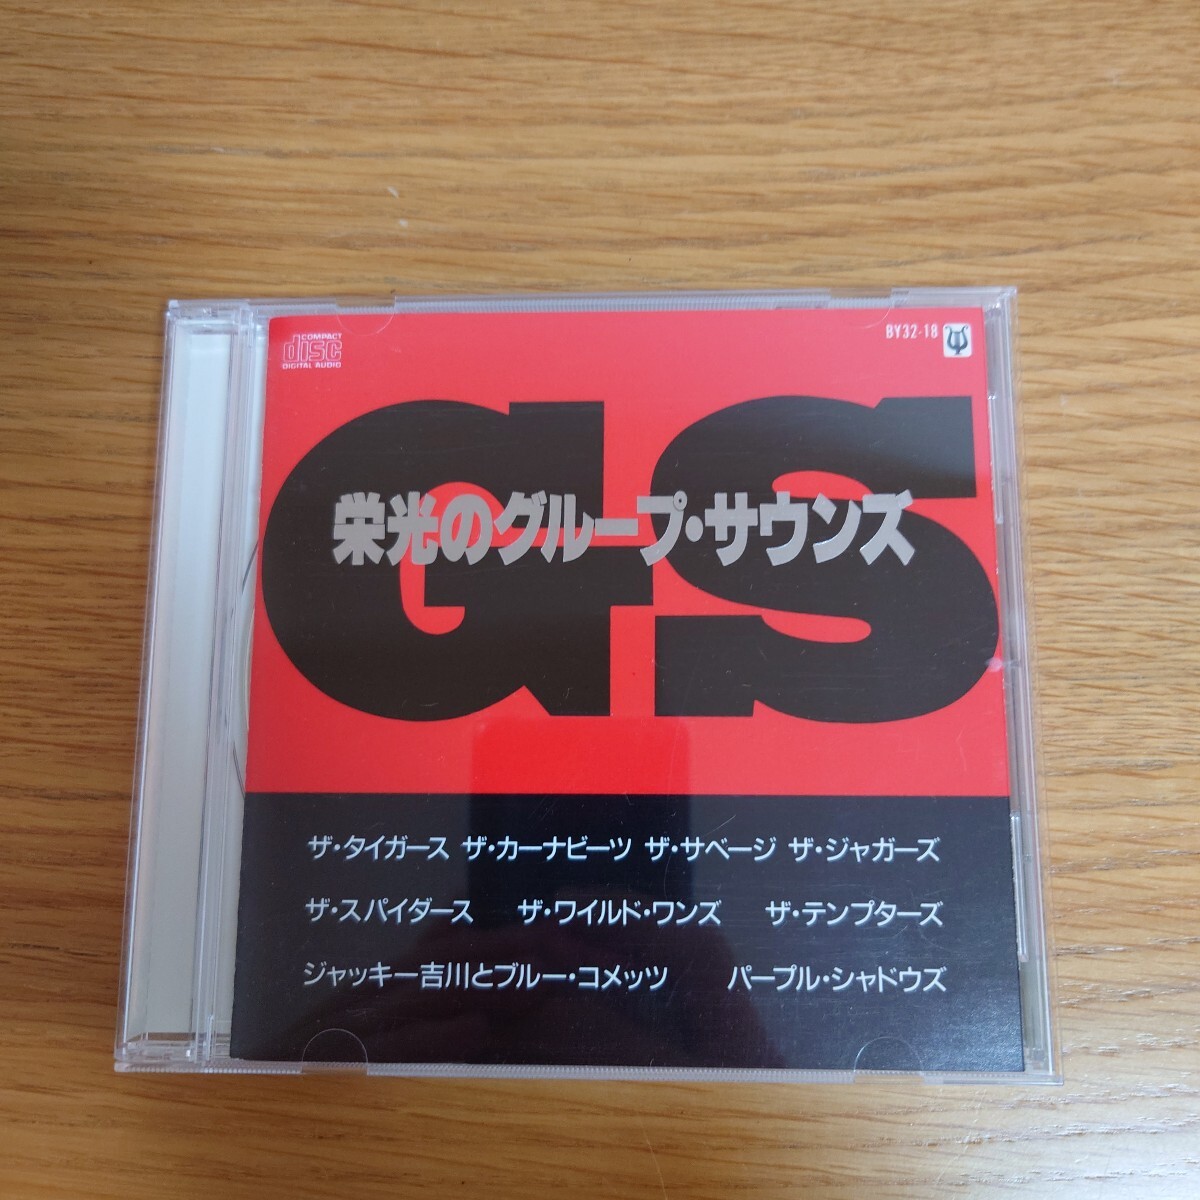 COMPACT
disc
DIGITAL AUDIO
BY32-18
GS
栄光のグループ・サウンズ
ザ・タイガース ザ・カーナビーツ ザ・サベージ ザ・ジャガーズ
ザ・スパイダース ザ・ワイルド・ワンズ ザ・テンプターズ
ジャッキー吉川とブルー・コメッツ パープル・シャドウズ